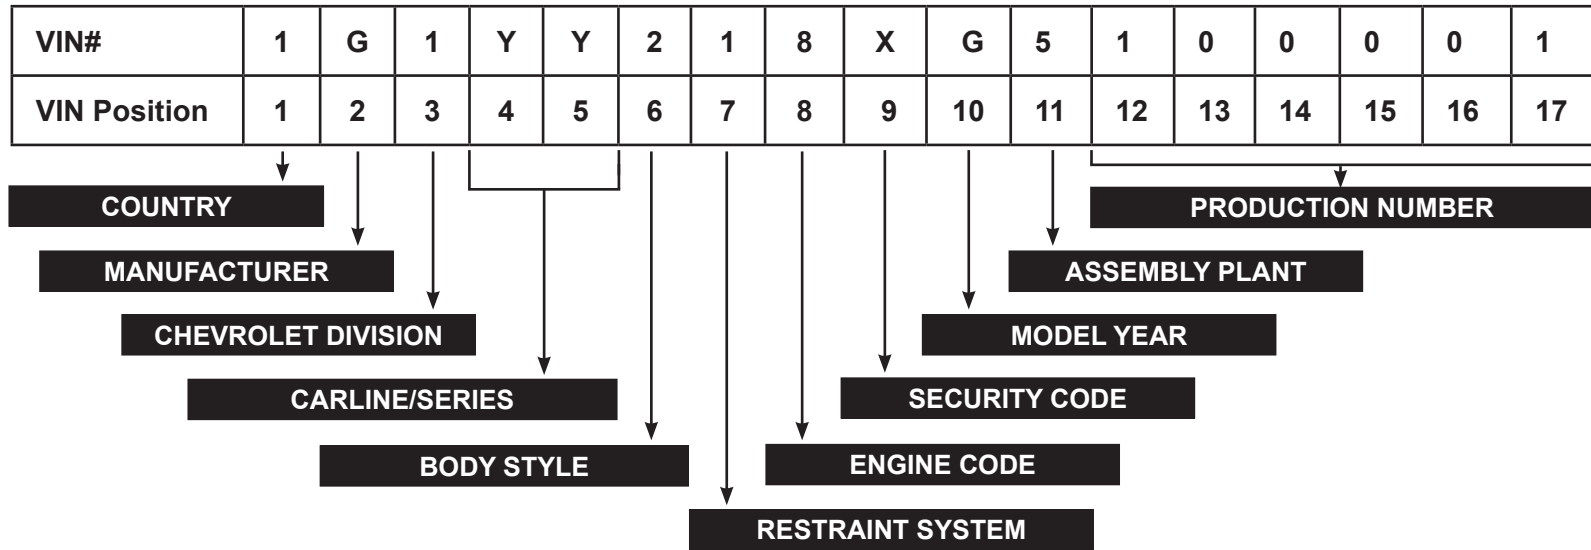 VIN# 1 G 1 Y Y 2 1 8 X G 5 1 0 0 0 0 1
VIN Position 1 2 3 4 5 6 7 8 9 10 11 12 13 14 15 16 17
COUNTRY PRODUCTION NUMBER
MANUFACTURER ASSEMBLY PLANT
CHEVROLET DIVISION MODEL YEAR
CARLINE/SERIES SECURITY CODE
BODY STYLE ENGINE CODE
RESTRAINT SYSTEM